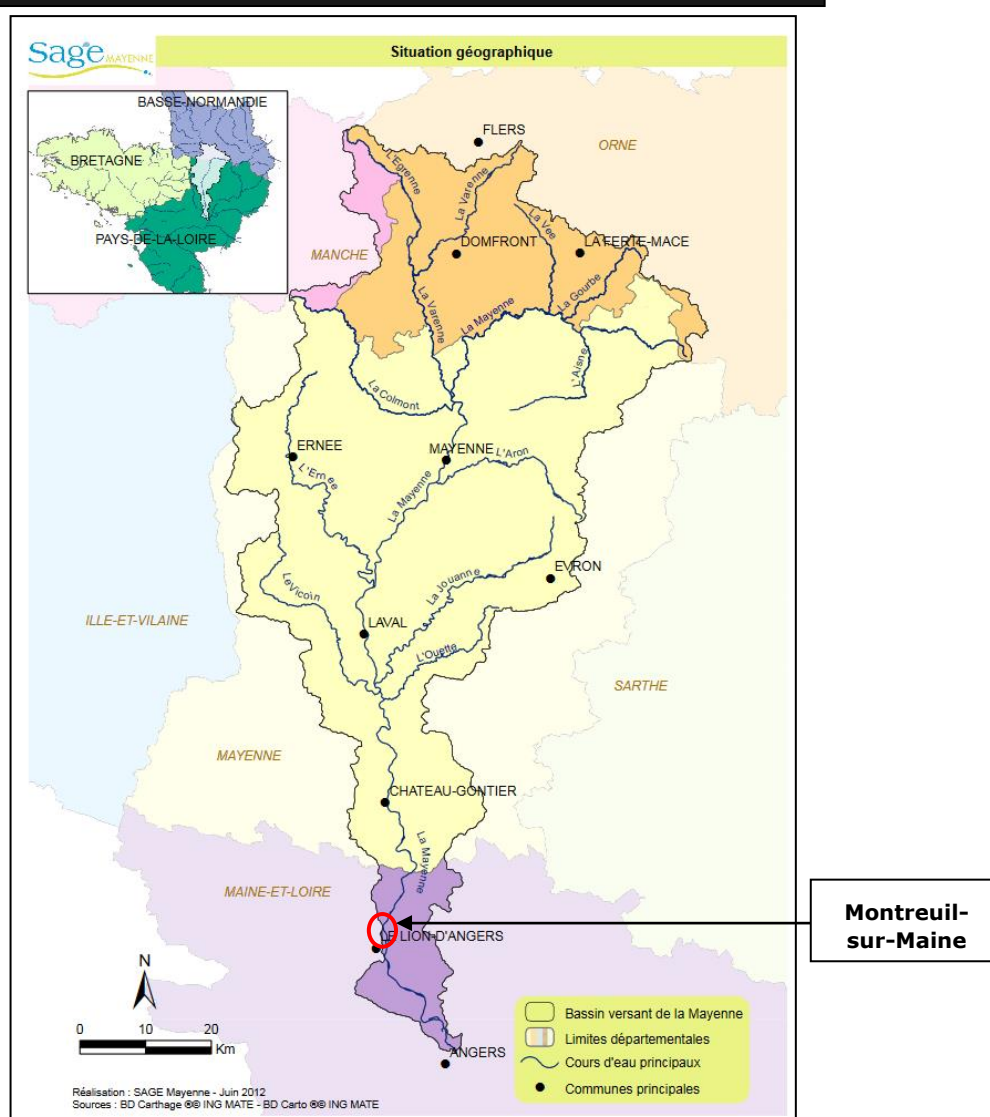 Sage MAYENNE
Situation géographique
BASSE-NORMANDIE
BRETAGNE
PAYS-DE-LA-LOIRE
FLERS
ORNE
L'Egrenne
La Varenne
La Vee
MANCHE
DOMFRONT
LA FERTE-MACE
La Gourbe
La Varenne
La Mayenne
L'Aisne
La Colmont
ERNEE
MAYENNE
L'Aron
L'Ernée
La Mayenne
EVRON
La Jouanne
Le Vicoin
ILLE-ET-VILAINE
LAVAL
L'Ouette
SARTHE
MAYENNE
CHATEAU-GONTIER
La Mayenne
MAINE-ET-LOIRE
Montreuil-
sur-Maine
LE LION-D'ANGERS
N
0 10 20
Km
ANGERS
Bassin versant de la Mayenne
Limites départementales
Cours d'eau principaux
Communes principales
Réalisation : SAGE Mayenne - Juin 2012
Sources : BD Carthage ®© ING MATE - BD Carto ®© ING MATE